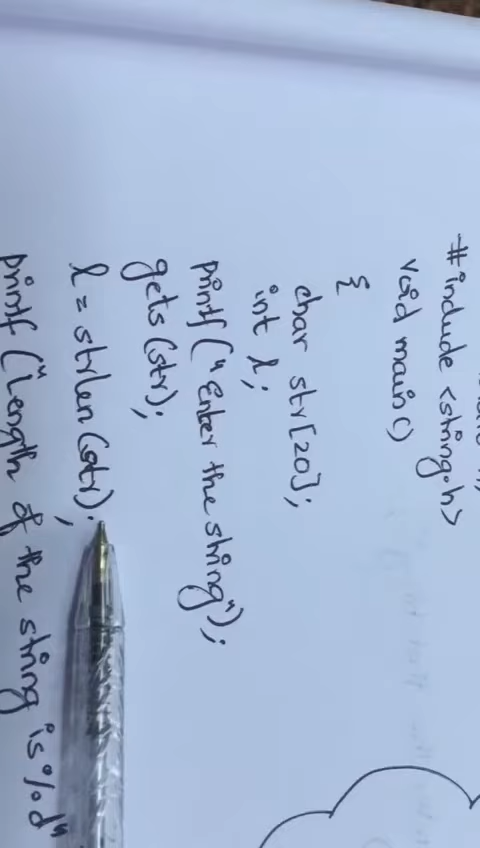 #include <string.h>
void main()
{
char str[20];
int l;
printf("Enter the string");
gets(str);
l = strlen(str);
printf("Length of the string is %d"